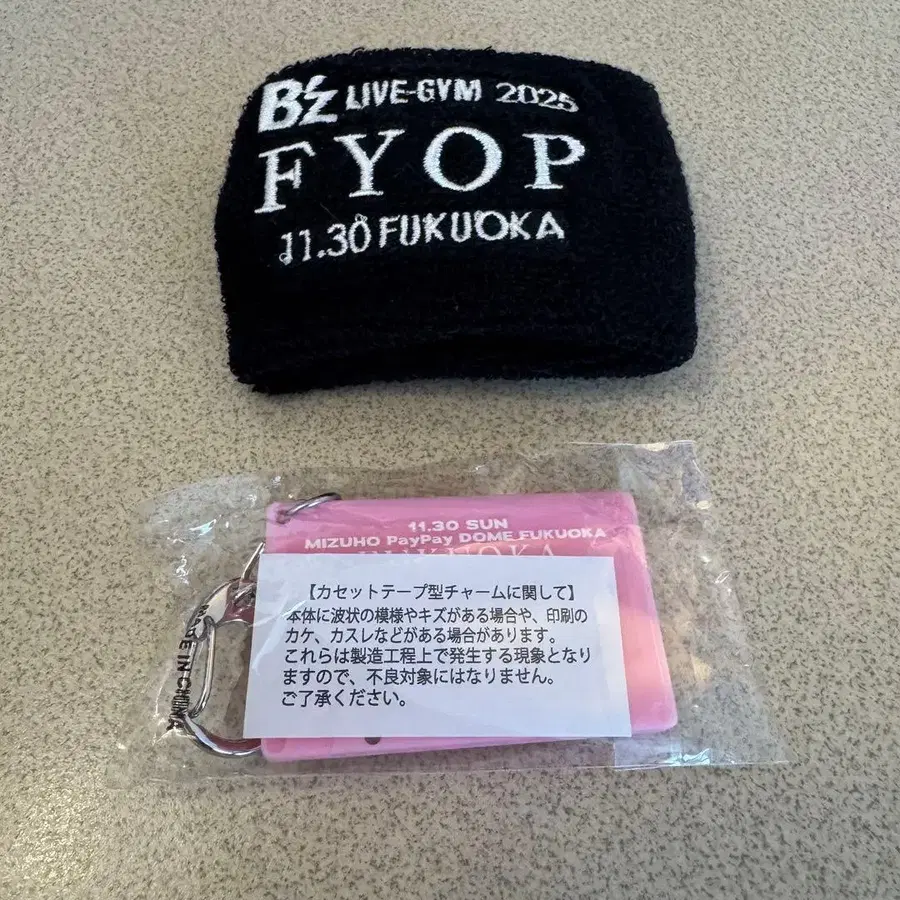 B'z LIVE-GYM 2025
FYOP
11.30 FUKUOKA
11.30 SUN
MIZUHO PayPay DOME FUKUOKA
FUKUOKA
【カセットテープ型チャームに関して】
本体に波状の模様やキズがある場合や、印刷の
カケ、カスレなどがある場合があります。
これらは製造工程上で発生する現象となり
ますので、不良対象にはなりません。
ご了承ください。
MADE IN CHINA